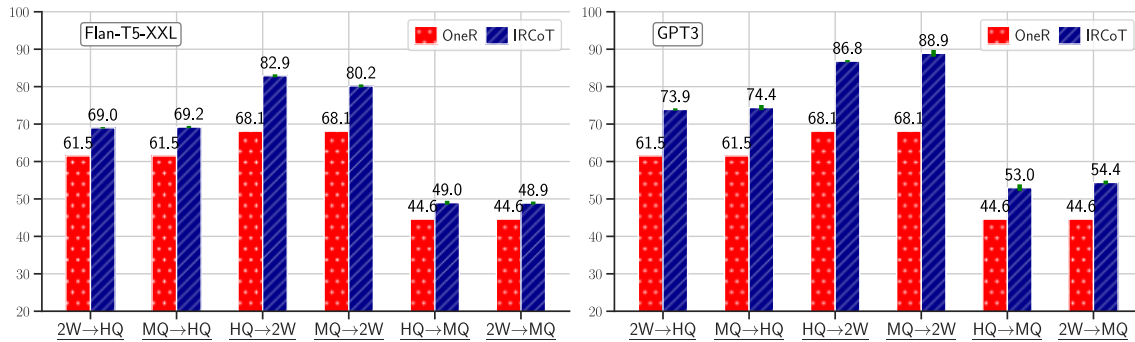 Flan-T5-XXL
OneR
IRCoT
100
90
80
70
60
50
40
30
20
61.5
69.0
61.5
69.2
68.1
82.9
68.1
80.2
44.6
49.0
44.6
48.9
2W→HQ
MQ→HQ
HQ→2W
MQ→2W
HQ→MQ
2W→MQ
GPT3
OneR
IRCoT
100
90
80
70
60
50
40
30
20
61.5
73.9
61.5
74.4
68.1
86.8
68.1
88.9
44.6
53.0
44.6
54.4
2W→HQ
MQ→HQ
HQ→2W
MQ→2W
HQ→MQ
2W→MQ